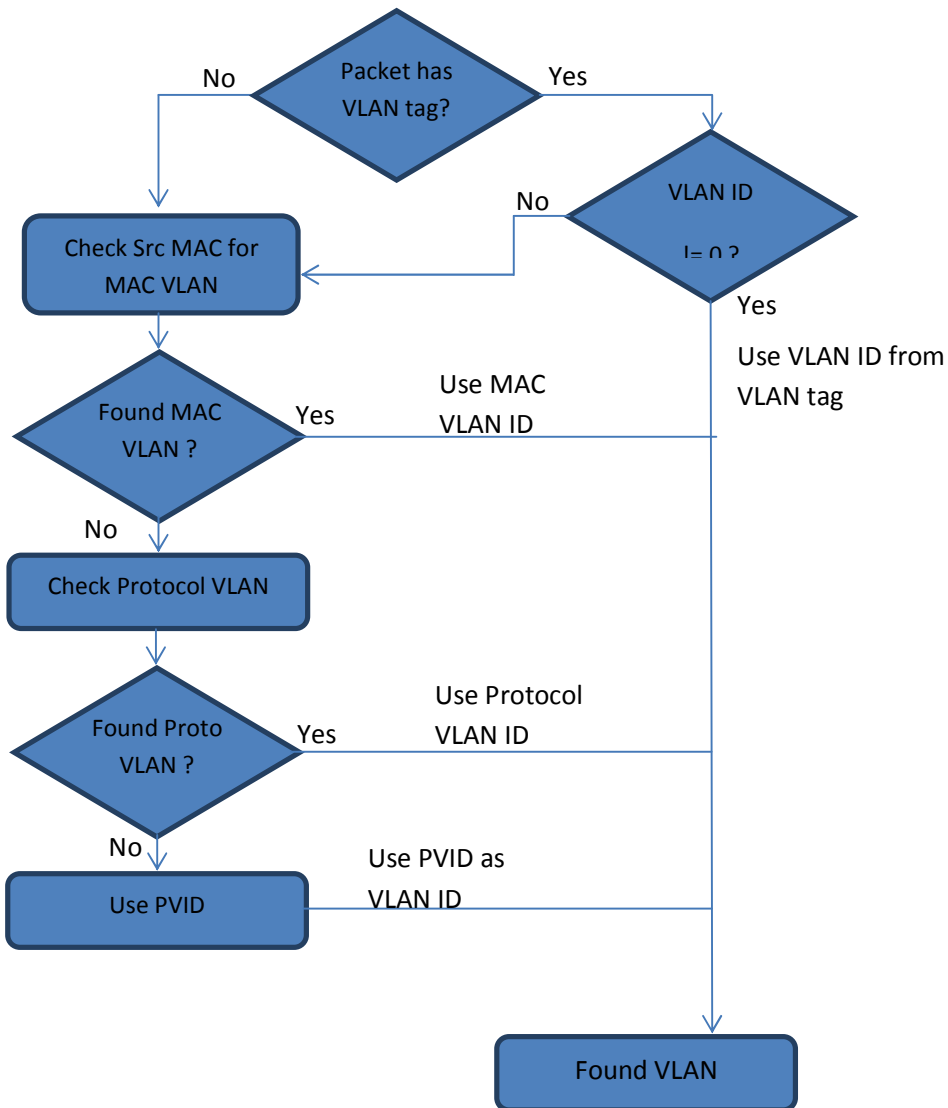 Packet has
VLAN tag?
No
Yes
VLAN ID
!= 0 ?
No
Yes
Check Src MAC for
MAC VLAN
Use VLAN ID from
VLAN tag
Found MAC
VLAN ?
Yes
Use MAC
VLAN ID
No
Check Protocol VLAN
Found Proto
VLAN ?
Yes
Use Protocol
VLAN ID
No
Use PVID
Use PVID as
VLAN ID
Found VLAN